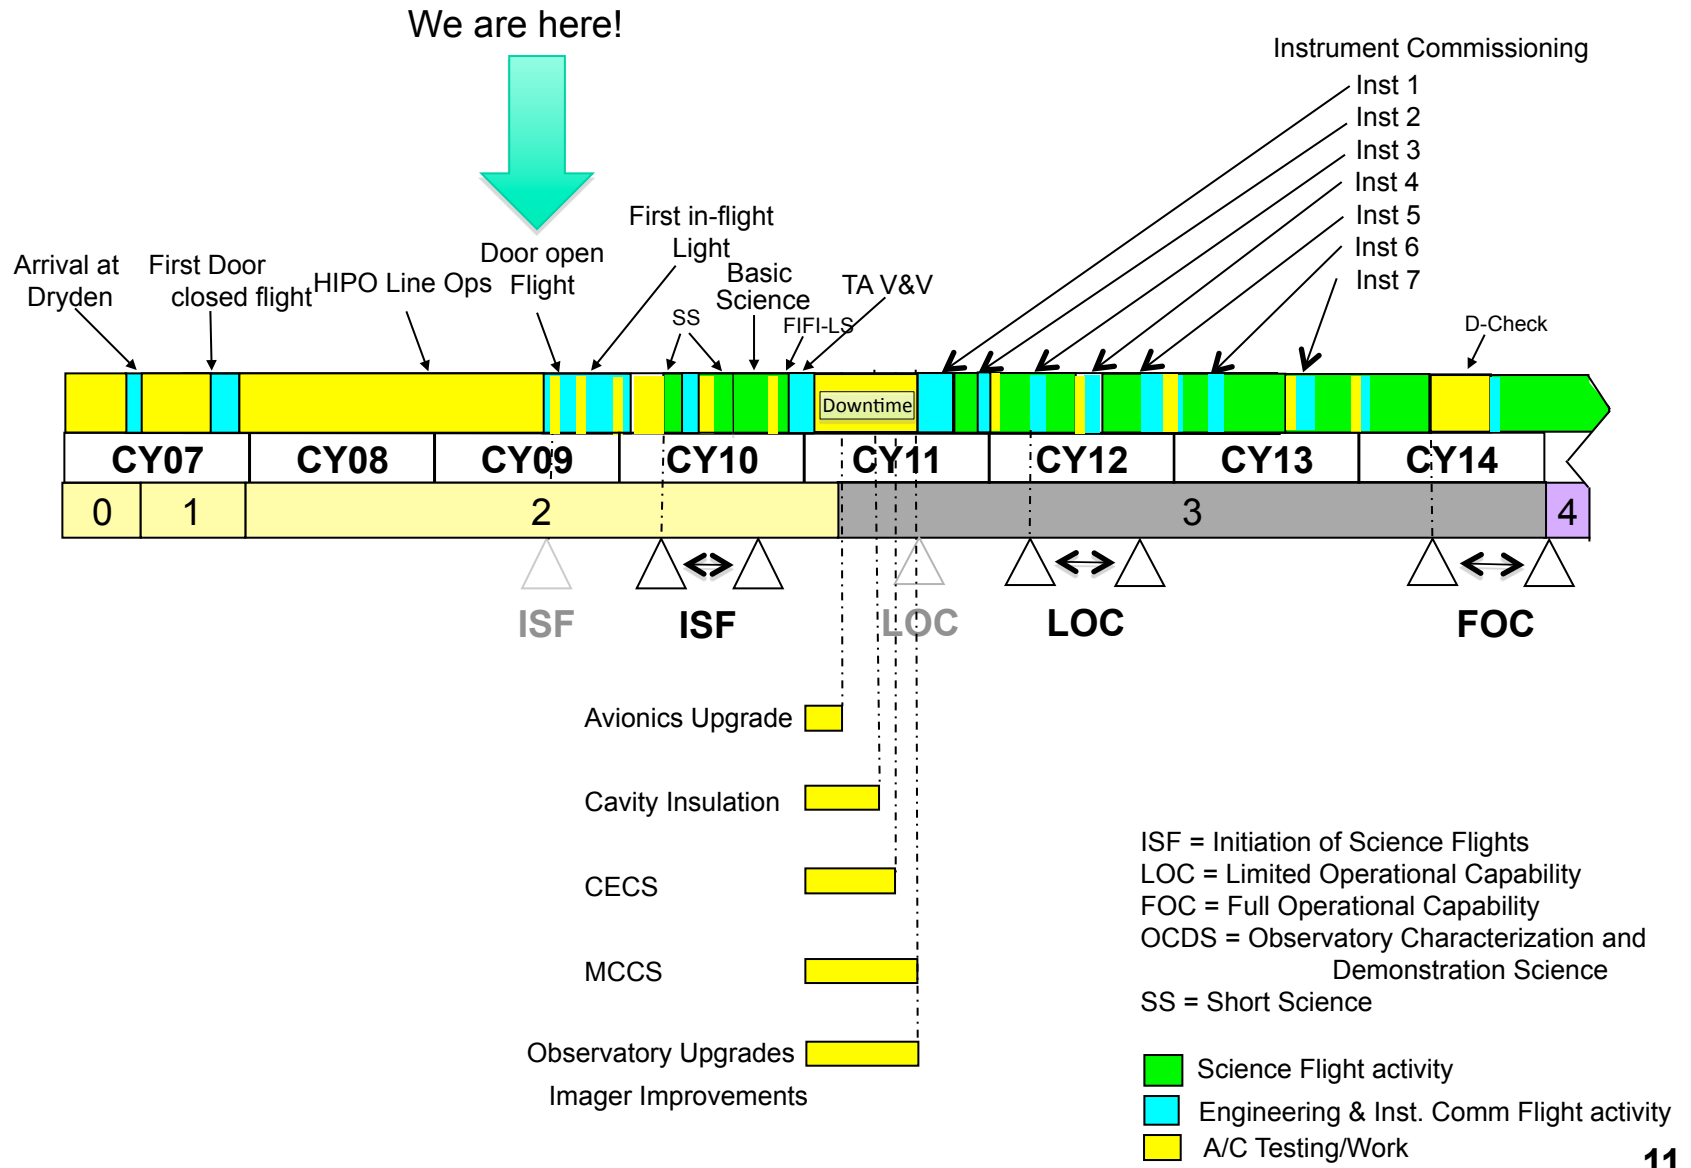 We are here!
Instrument Commissioning
Inst 1
Inst 2
Inst 3
Inst 4
Inst 5
Inst 6
Inst 7
Arrival at
Dryden
First Door
closed flight
HIPO Line Ops
Door open
Flight
First in-flight
Light
SS
Basic
Science
FIFI-LS
TA V&V
D-Check
Downtime
CY07 CY08 CY09 CY10 CY11 CY12 CY13 CY14
0 1 2 3 4
ISF ISF LOC LOC FOC
Avionics Upgrade
Cavity Insulation
CECS
MCCS
Observatory Upgrades
Imager Improvements
ISF = Initiation of Science Flights
LOC = Limited Operational Capability
FOC = Full Operational Capability
OCDS = Observatory Characterization and
Demonstration Science
SS = Short Science
Science Flight activity
Engineering & Inst. Comm Flight activity
A/C Testing/Work
11